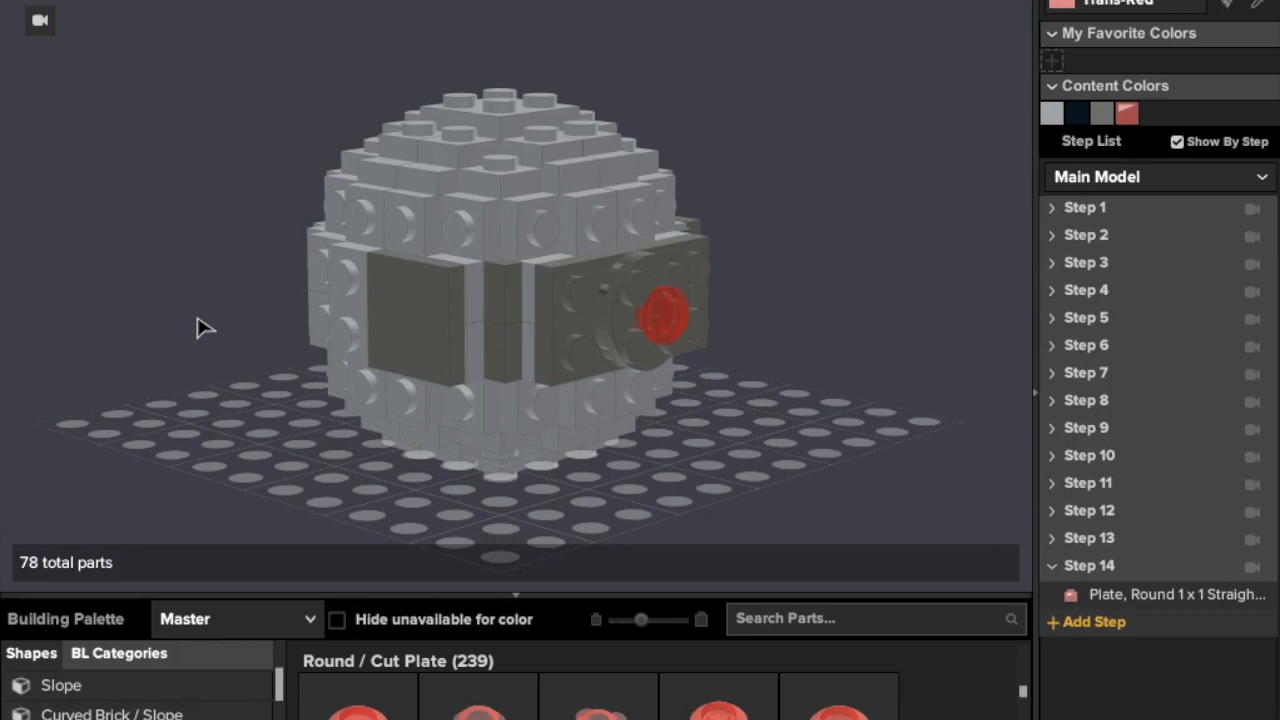 Trans-Red
My Favorite Colors
Content Colors
Step List
Show By Step
Main Model
Step 1
Step 2
Step 3
Step 4
Step 5
Step 6
Step 7
Step 8
Step 9
Step 10
Step 11
Step 12
Step 13
Step 14
Plate, Round 1 x 1 Straigh...
Add Step
78 total parts
Building Palette
Master
Hide unavailable for color
Search Parts...
Shapes
BL Categories
Round / Cut Plate (239)
Slope
Curved Brick / Slope